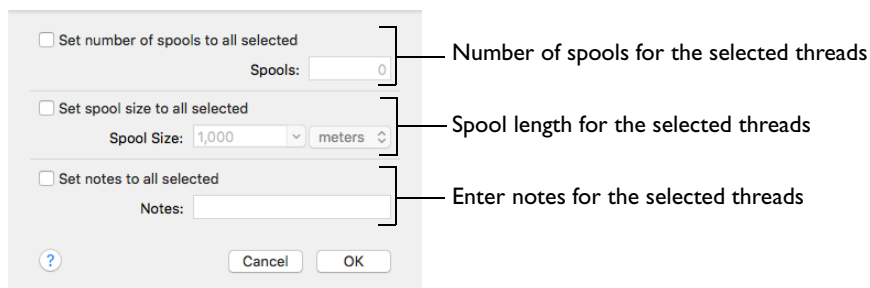 Set number of spools to all selected
Spools: 0
Number of spools for the selected threads
Set spool size to all selected
Spool Size: 1,000 meters
Spool length for the selected threads
Set notes to all selected
Notes:
Enter notes for the selected threads
? Cancel OK